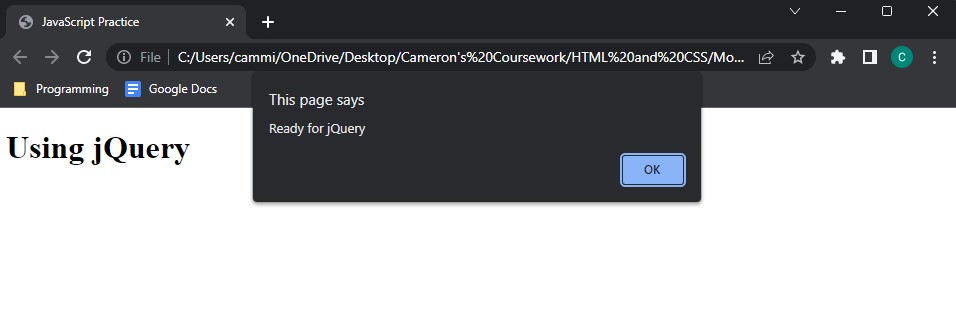 JavaScript Practice
File C:/Users/cammi/OneDrive/Desktop/Cameron's%20Coursework/HTML%20and%20CSS/Mo...
C
Programming Google Docs
This page says
Ready for jQuery
OK
Using jQuery